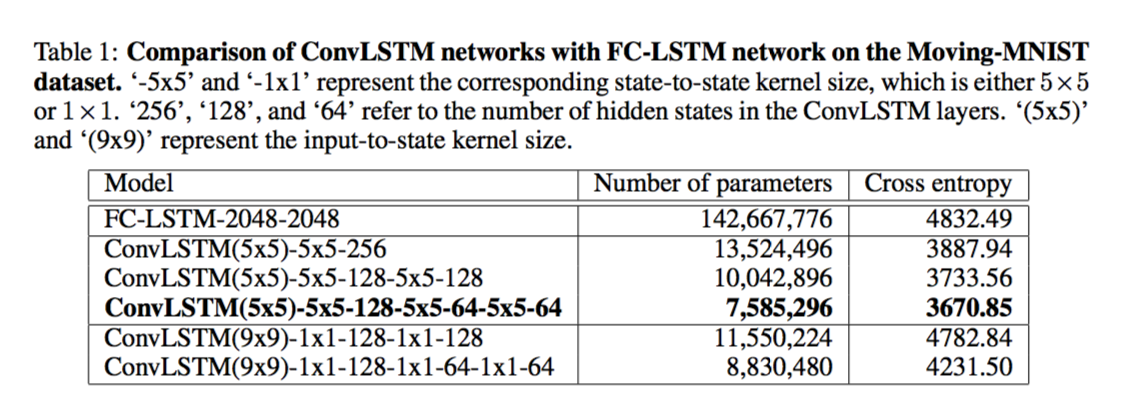 Table 1: Comparison of ConvLSTM networks with FC-LSTM network on the Moving-MNIST
dataset. ‘-5x5’ and ‘-1x1’ represent the corresponding state-to-state kernel size, which is either 5×5
or 1×1. ‘256’, ‘128’, and ‘64’ refer to the number of hidden states in the ConvLSTM layers. ‘(5x5)’
and ‘(9x9)’ represent the input-to-state kernel size.
Model Number of parameters Cross entropy
FC-LSTM-2048-2048 142,667,776 4832.49
ConvLSTM(5x5)-5x5-256 13,524,496 3887.94
ConvLSTM(5x5)-5x5-128-5x5-128 10,042,896 3733.56
ConvLSTM(5x5)-5x5-128-5x5-64-5x5-64 7,585,296 3670.85
ConvLSTM(9x9)-1x1-128-1x1-128 11,550,224 4782.84
ConvLSTM(9x9)-1x1-128-1x1-64-1x1-64 8,830,480 4231.50